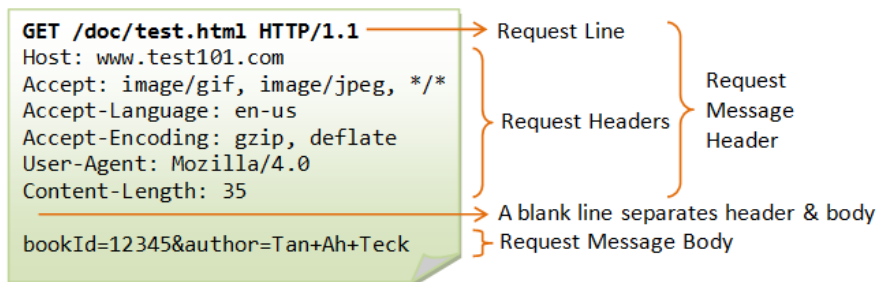 GET /doc/test.html HTTP/1.1
Host: www.test101.com
Accept: image/gif, image/jpeg, */*
Accept-Language: en-us
Accept-Encoding: gzip, deflate
User-Agent: Mozilla/4.0
Content-Length: 35
bookId=12345&author=Tan+Ah+Teck
Request Line
Request Headers
Request
Message
Header
A blank line separates header & body
Request Message Body